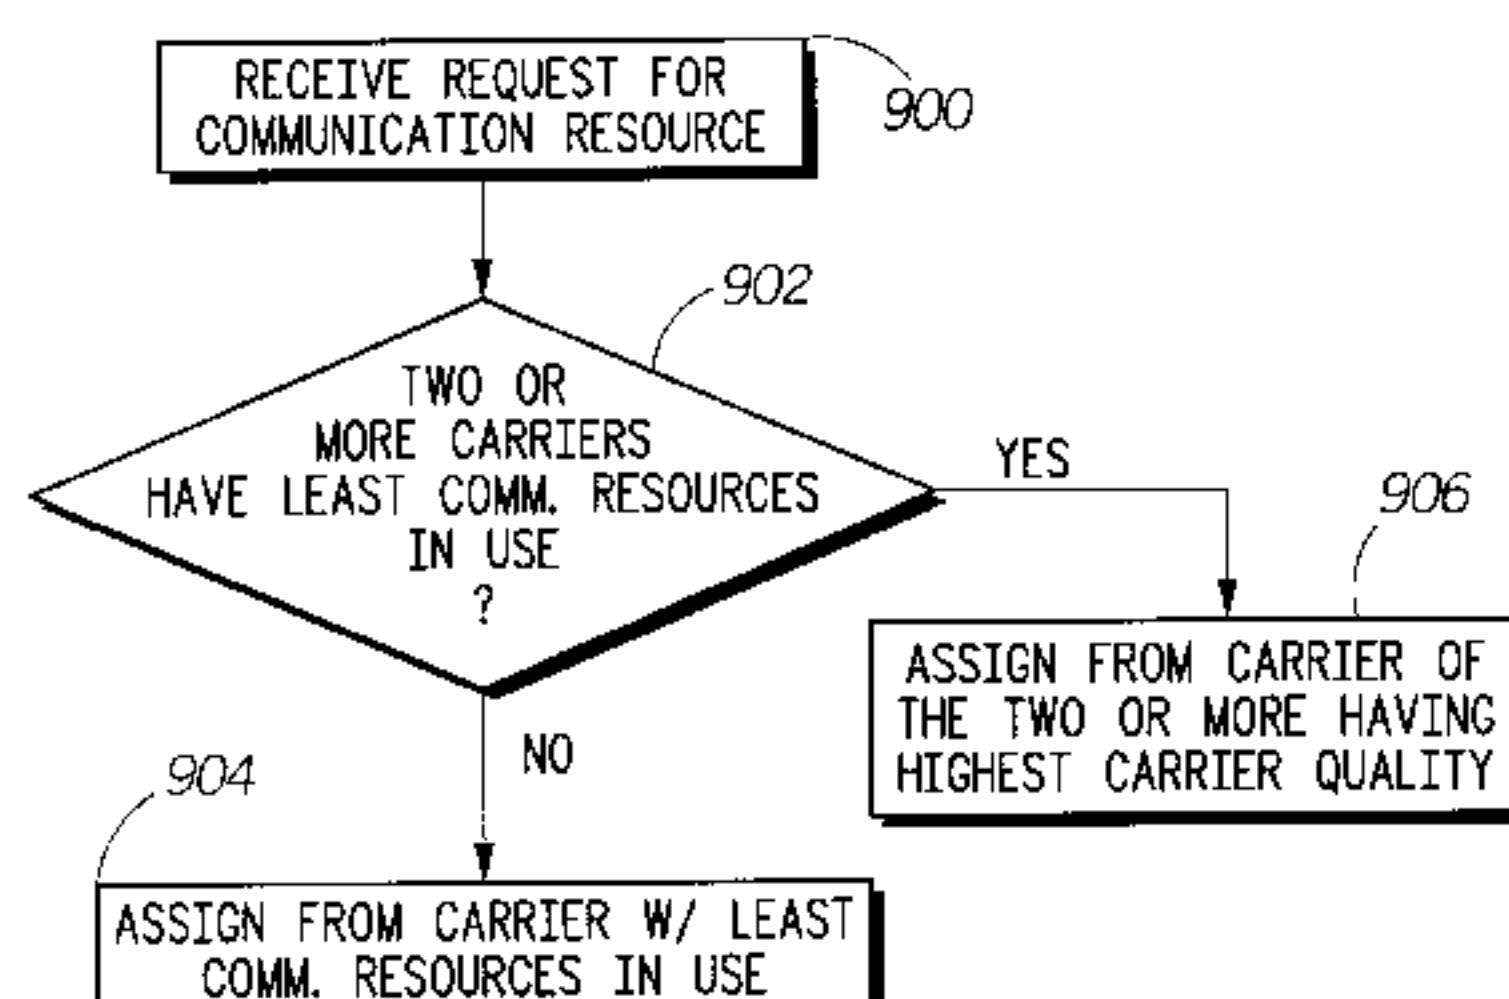 RECEIVE REQUEST FOR
COMMUNICATION RESOURCE
900
902
TWO OR
MORE CARRIERS
HAVE LEAST COMM. RESOURCES
IN USE
?
YES
906
ASSIGN FROM CARRIER OF
THE TWO OR MORE HAVING
HIGHEST CARRIER QUALITY
NO
904
ASSIGN FROM CARRIER W/ LEAST
COMM. RESOURCES IN USE